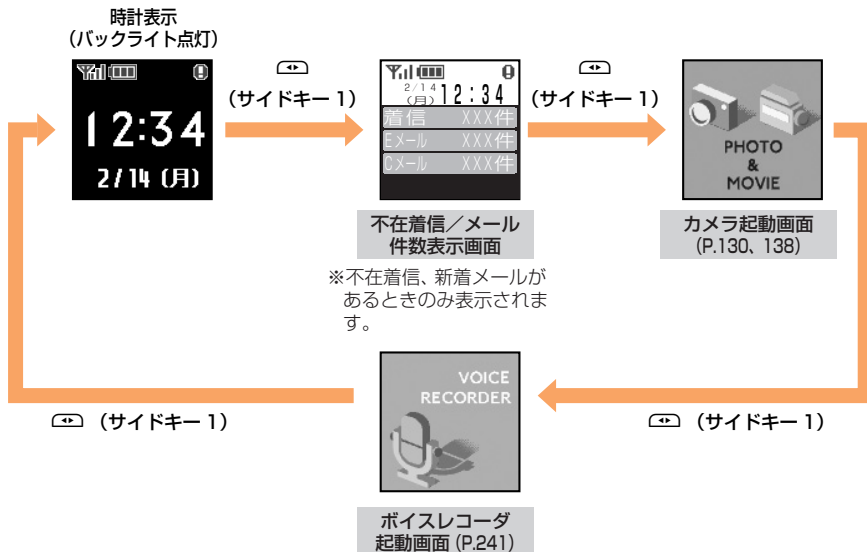 時計表示
（バックライト点灯）
12:34
2/14 (月)
（サイドキー 1）
2/14
(月) 12:34
着信 XXX件
Eメール XXX件
Cメール XXX件
（サイドキー 1）
PHOTO
&
MOVIE
不在着信／メール
件数表示画面
カメラ起動画面
(P.130、138)
※不在着信、新着メールが
あるときのみ表示されま
す。
VOICE
RECORDER
（サイドキー 1）
（サイドキー 1）
ボイスレコーダ
起動画面 (P.241)